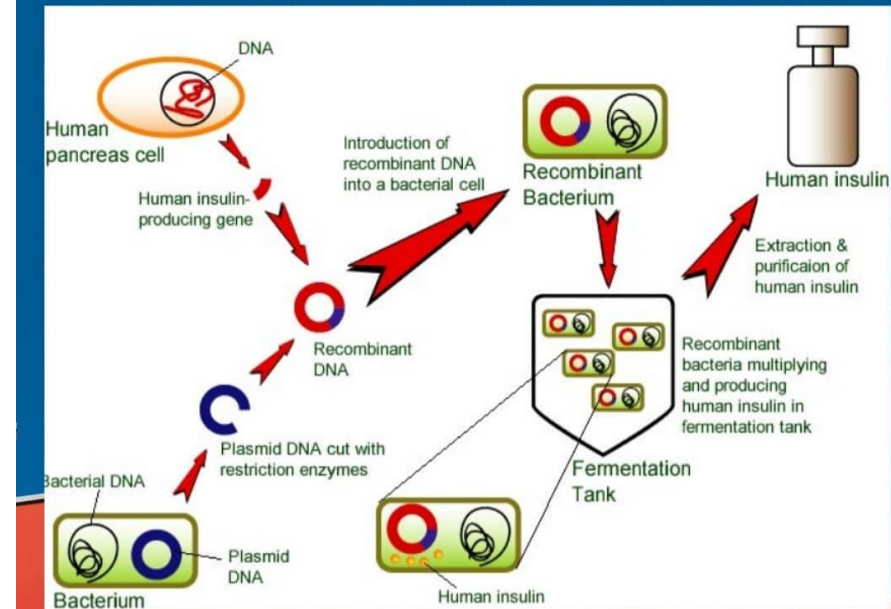 DNA
Human
pancreas cell
Human insulin-
producing gene
Introduction of
recombinant DNA
into a bacterial cell
Recombinant
Bacterium
Human insulin
Extraction &
purificaion of
human insulin
Recombinant
DNA
Plasmid DNA cut with
restriction enzymes
Recombinant
bacteria multiplying
and producing
human insulin in
fermentation tank
Fermentation
Tank
Bacterial DNA
Plasmid
DNA
Bacterium
Human insulin